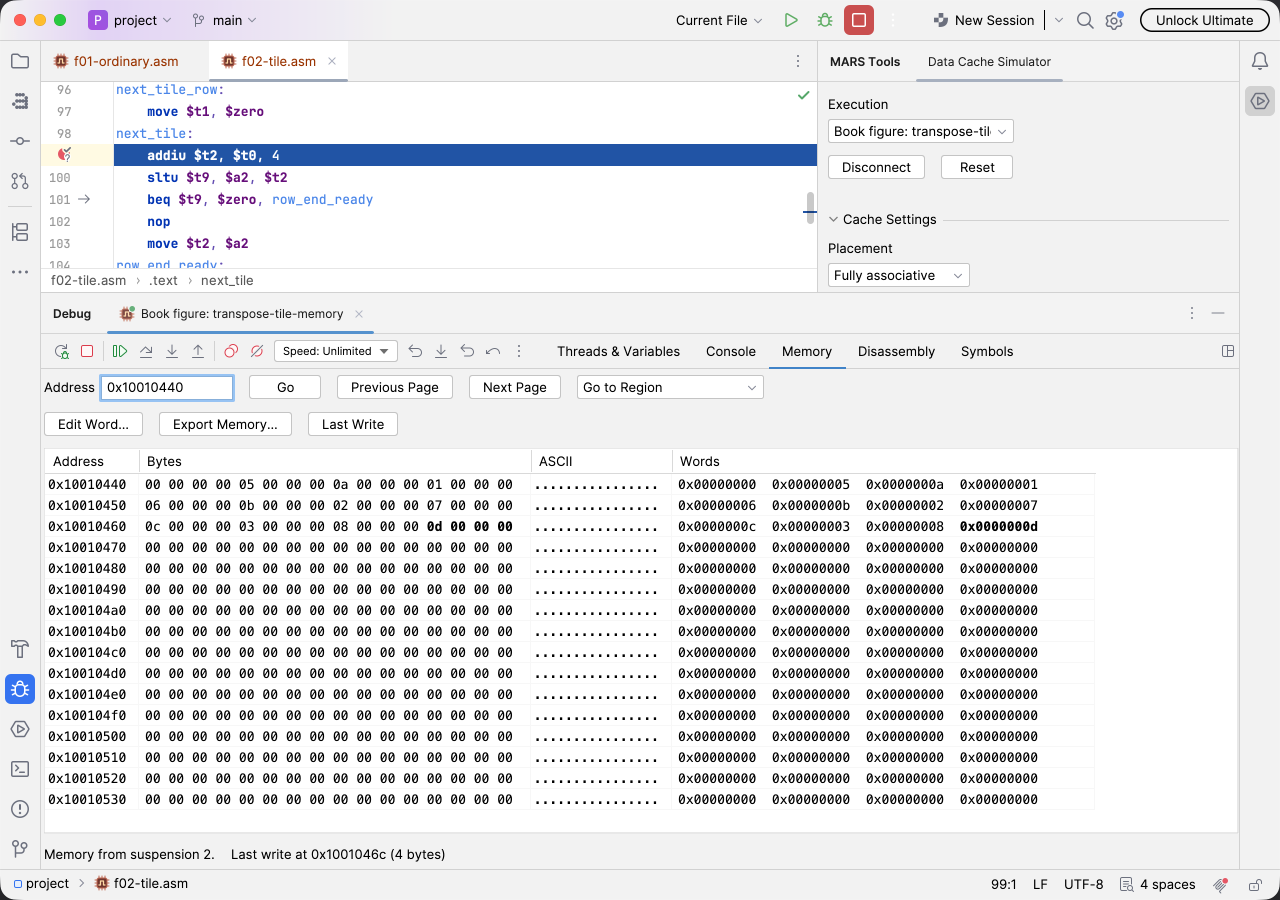 P project main Current File New Session Unlock Ultimate
f01-ordinary.asm f02-tile.asm
96 next_tile_row:
97 move $t1, $zero
98 next_tile:
addiu $t2, $t0, 4
100 sltu $t9, $a2, $t2
101 beq $t9, $zero, row_end_ready
102 nop
103 move $t2, $a2
104 row_end_ready:
f02-tile.asm › .text › next_tile
MARS Tools Data Cache Simulator
Execution
Book figure: transpose-til
Disconnect Reset
Cache Settings
Placement
Fully associative
Debug Book figure: transpose-tile-memory
Speed: Unlimited Threads & Variables Console Memory Disassembly Symbols
Address 0x10010440 Go Previous Page Next Page Go to Region
Edit Word... Export Memory... Last Write
Address Bytes ASCII Words
0x10010440 00 00 00 00 05 00 00 00 0a 00 00 00 01 00 00 00 ................ 0x00000000 0x00000005 0x0000000a 0x00000001
0x10010450 06 00 00 00 0b 00 00 00 02 00 00 00 07 00 00 00 ................ 0x00000006 0x0000000b 0x00000002 0x00000007
0x10010460 0c 00 00 00 03 00 00 00 08 00 00 00 0d 00 00 00 ................ 0x0000000c 0x00000003 0x00000008 0x0000000d
0x10010470 00 00 00 00 00 00 00 00 00 00 00 00 00 00 00 00 ................ 0x00000000 0x00000000 0x00000000 0x00000000
0x10010480 00 00 00 00 00 00 00 00 00 00 00 00 00 00 00 00 ................ 0x00000000 0x00000000 0x00000000 0x00000000
0x10010490 00 00 00 00 00 00 00 00 00 00 00 00 00 00 00 00 ................ 0x00000000 0x00000000 0x00000000 0x00000000
0x100104a0 00 00 00 00 00 00 00 00 00 00 00 00 00 00 00 00 ................ 0x00000000 0x00000000 0x00000000 0x00000000
0x100104b0 00 00 00 00 00 00 00 00 00 00 00 00 00 00 00 00 ................ 0x00000000 0x00000000 0x00000000 0x00000000
0x100104c0 00 00 00 00 00 00 00 00 00 00 00 00 00 00 00 00 ................ 0x00000000 0x00000000 0x00000000 0x00000000
0x100104d0 00 00 00 00 00 00 00 00 00 00 00 00 00 00 00 00 ................ 0x00000000 0x00000000 0x00000000 0x00000000
0x100104e0 00 00 00 00 00 00 00 00 00 00 00 00 00 00 00 00 ................ 0x00000000 0x00000000 0x00000000 0x00000000
0x100104f0 00 00 00 00 00 00 00 00 00 00 00 00 00 00 00 00 ................ 0x00000000 0x00000000 0x00000000 0x00000000
0x10010500 00 00 00 00 00 00 00 00 00 00 00 00 00 00 00 00 ................ 0x00000000 0x00000000 0x00000000 0x00000000
0x10010510 00 00 00 00 00 00 00 00 00 00 00 00 00 00 00 00 ................ 0x00000000 0x00000000 0x00000000 0x00000000
0x10010520 00 00 00 00 00 00 00 00 00 00 00 00 00 00 00 00 ................ 0x00000000 0x00000000 0x00000000 0x00000000
0x10010530 00 00 00 00 00 00 00 00 00 00 00 00 00 00 00 00 ................ 0x00000000 0x00000000 0x00000000 0x00000000
Memory from suspension 2. Last write at 0x1001046c (4 bytes)
project › f02-tile.asm 99:1 LF UTF-8 4 spaces